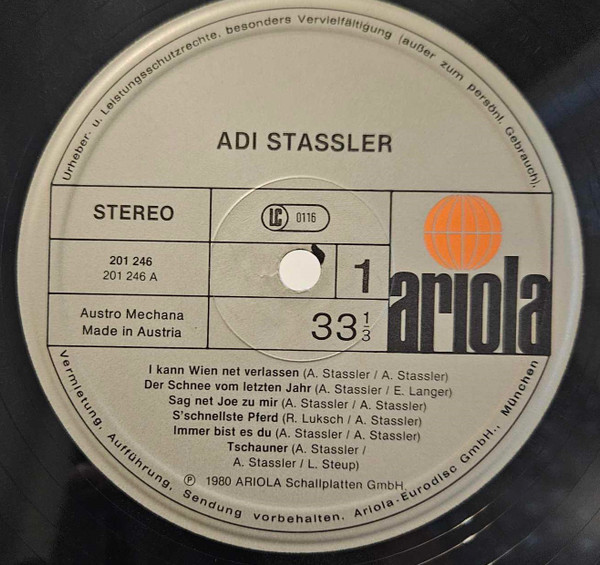 Urheber- u. Leistungsschutzrechte, besonders Vervielfältigung (außer zum persönl. Gebrauch),
ADI STASSLER
STEREO
LC 0116
201 246
201 246 A
1
ariola
Austro Mechana
Made in Austria
33 1/3
I kann Wien net verlassen (A. Stassler / A. Stassler)
Der Schnee vom letzten Jahr (A. Stassler / E. Langer)
Sag net Joe zu mir (A. Stassler / A. Stassler)
S'schnellste Pferd (R. Luksch / A. Stassler)
Immer bist es du (A. Stassler / A. Stassler)
Tschauner (A. Stassler /
A. Stassler / L. Steup)
Ⓟ 1980 ARIOLA Schallplatten GmbH.
Vermietung, Aufführung, Sendung vorbehalten. Ariola-Eurodisc GmbH., München